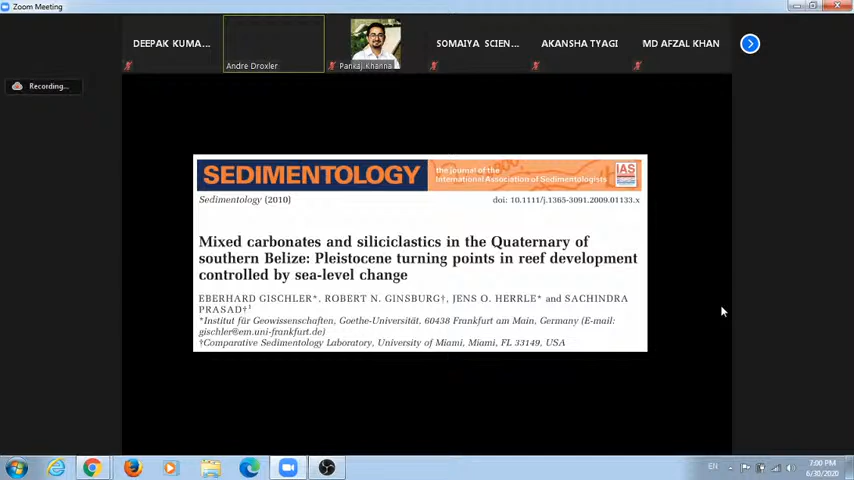 Zoom Meeting
DEEPAK KUMA...
Andre Droxler
Pankaj Khanna
SOMAIYA SCIEN...
AKANSHA TYAGI
MD AFZAL KHAN
Recording...
SEDIMENTOLOGY
the journal of the
International Association of Sedimentologists
IAS
Sedimentology (2010)
doi: 10.1111/j.1365-3091.2009.01133.x
Mixed carbonates and siliciclastics in the Quaternary of
southern Belize: Pleistocene turning points in reef development
controlled by sea-level change
EBERHARD GISCHLER*, ROBERT N. GINSBURG†, JENS O. HERRLE* and SACHINDRA
PRASAD†¹
*Institut für Geowissenschaften, Goethe-Universität, 60438 Frankfurt am Main, Germany (E-mail:
gischler@em.uni-frankfurt.de)
†Comparative Sedimentology Laboratory, University of Miami, Miami, FL 33149, USA
EN
7:00 PM
6/30/2020